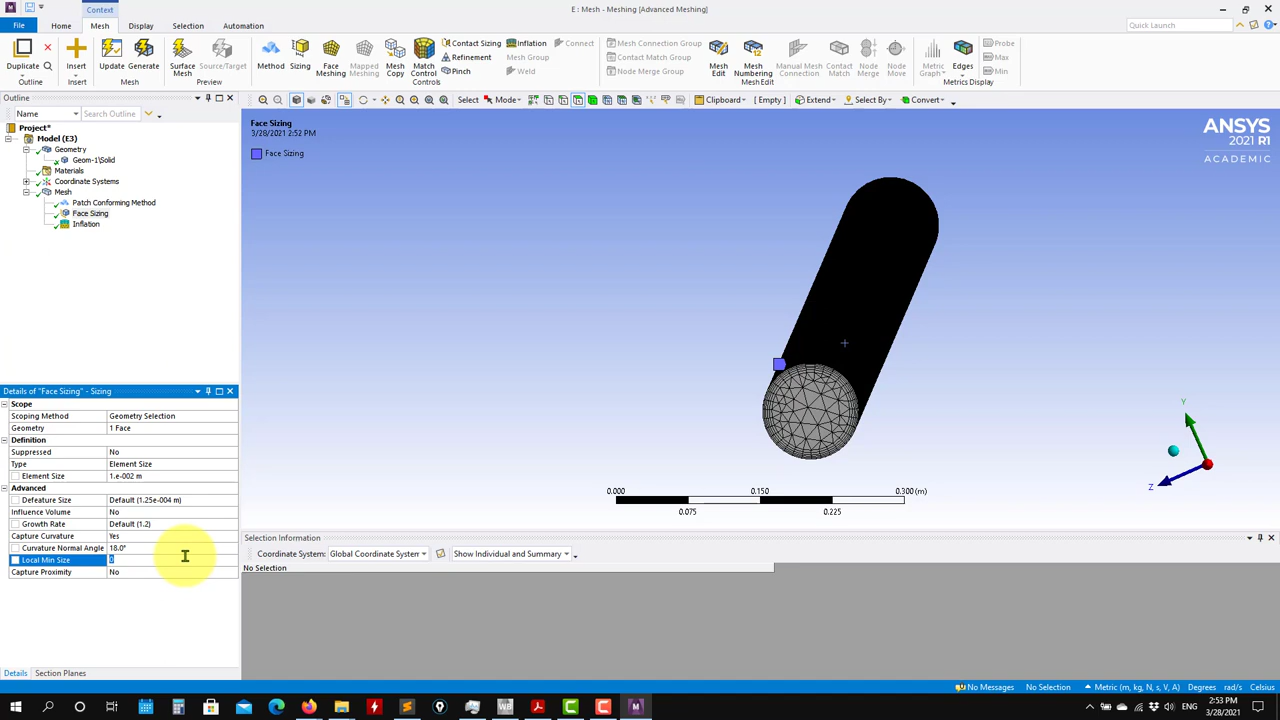 Context
E : Mesh - Meshing [Advanced Meshing]
File
Home
Mesh
Display
Selection
Automation
Quick Launch
Duplicate
Outline
Insert
Insert
Update
Generate
Mesh
Surface Mesh
Source/Target
Preview
Method
Sizing
Face Meshing
Mapped Meshing
Mesh Copy
Match Control
Contact Sizing
Refinement
Pinch
Inflation
Mesh Group
Weld
Connect
Controls
Mesh Connection Group
Contact Match Group
Node Merge Group
Mesh Edit
Mesh Numbering
Manual Mesh Connection
Contact Match
Node Merge
Node Move
Mesh Edit
Metric Graph
Edges
Probe
Max
Min
Metrics Display
Outline
Name
Search Outline
Select
Mode
Clipboard
[ Empty ]
Extend
Select By
Convert
Project*
Model (E3)
Geometry
Geom-1\Solid
Materials
Coordinate Systems
Mesh
Patch Conforming Method
Face Sizing
Inflation
Face Sizing
3/28/2021 2:52 PM
Face Sizing
ANSYS
2021 R1
ACADEMIC
Y
Z
0.000
0.150
0.300(m)
0.075
0.225
Details of "Face Sizing" - Sizing
Scope
Scoping Method Geometry Selection
Geometry 1 Face
Definition
Suppressed No
Type Element Size
Element Size 1.e-002 m
Advanced
Defeature Size Default (1.25e-004 m)
Influence Volume No
Growth Rate Default (1.2)
Capture Curvature Yes
Curvature Normal Angle 18.0°
Local Min Size 0
Capture Proximity No
Details
Section Planes
Selection Information
Coordinate System: Global Coordinate System
Show Individual and Summary
No Selection
No Messages
No Selection
Metric (m, kg, N, s, V, A)
Degrees
rad/s
Celsius
2:53 PM
3/28/2021